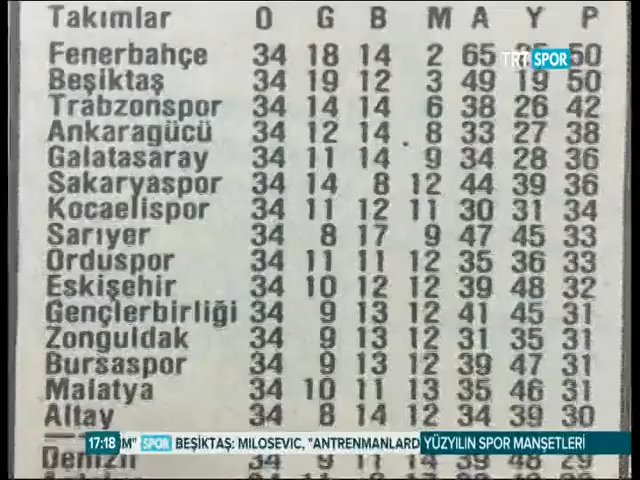 Takımlar O G B M A Y P
Fenerbahçe 34 18 14 2 65 50
TRT SPOR
Beşiktaş 34 19 12 3 49 19 50
Trabzonspor 34 14 14 6 38 26 42
Ankaragücü 34 12 14 8 33 27 38
Galatasaray 34 11 14 9 34 28 36
Sakaryaspor 34 14 8 12 44 39 36
Kocaelispor 34 11 12 11 30 31 34
Sarıyer 34 8 17 9 47 45 33
Orduspor 34 11 11 12 35 36 33
Eskişehir 34 10 12 12 39 48 32
Gençlerbirliği 34 9 13 12 41 45 31
Zonguldak 34 9 13 12 31 35 31
Bursaspor 34 9 13 12 39 47 31
Malatya 34 10 11 13 35 46 31
Altay 34 8 14 12 34 39 30
17:18 M" SPOR BEŞİKTAŞ: MILOSEVIC, "ANTRENMANLARD YÜZYILIN SPOR MANŞETLERİ
Denizli 34 9 11 14 39 48 29